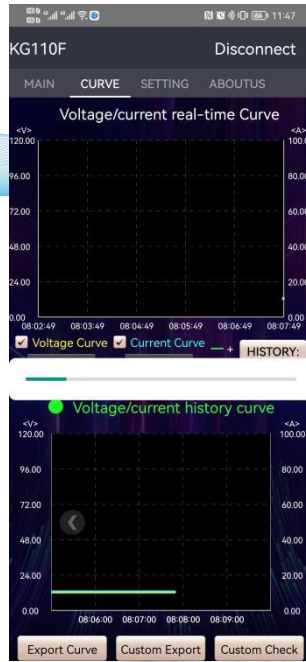 HD 11:47
KG110F Disconnect
MAIN CURVE SETTING ABOUTUS
Voltage/current real-time Curve
<V> <A>
120.00 100.0
96.00 80.00
72.00 60.00
48.00 40.00
24.00 20.00
0.00 0.00
08:02:49 08:03:49 08:04:49 08:05:49 08:06:49 08:07:49
Voltage Curve Current Curve + HISTORY:
Voltage/current history curve
<V> <A>
120.00 100.00
96.00 80.00
72.00 60.00
48.00 40.00
24.00 20.00
0.00 0.00
08:06:00 08:07:00 08:08:00 08:09:00
Export Curve Custom Export Custom Check